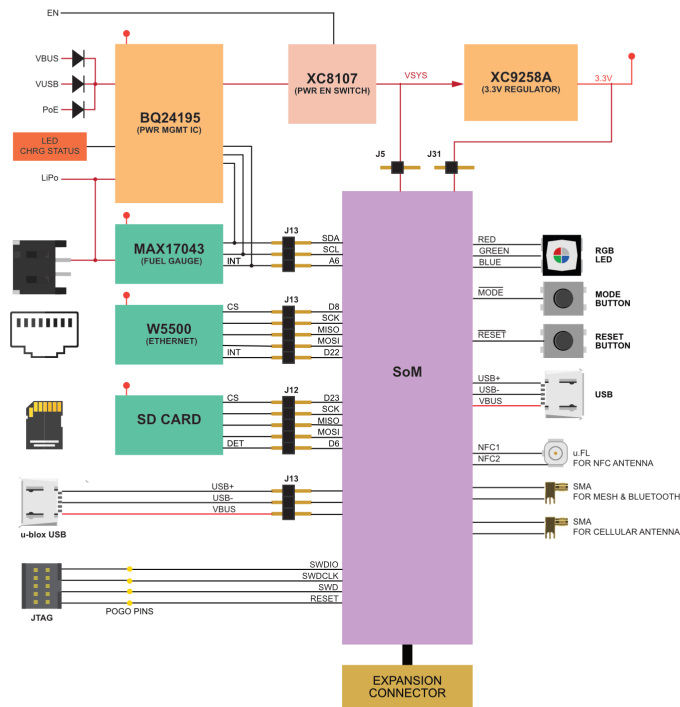 EN
VBUS
VUSB
PoE
LED
CHRG STATUS
LiPo
BQ24195
(PWR MGMT IC)
XC8107
(PWR EN SWITCH)
VSYS
XC9258A
(3.3V REGULATOR)
3.3V
J5
J31
MAX17043
(FUEL GAUGE)
INT
J13
SDA
SCL
A6
W5500
(ETHERNET)
CS
INT
J13
D8
SCK
MISO
MOSI
D22
SD CARD
CS
DET
J12
D23
SCK
MISO
MOSI
D6
u-blox USB
USB+
USB-
VBUS
J13
JTAG
POGO PINS
SWDIO
SWDCLK
SWD
RESET
SoM
RED
GREEN
BLUE
RGB
LED
MODE
MODE
BUTTON
RESET
RESET
BUTTON
USB+
USB-
VBUS
USB
NFC1
NFC2
u.FL
FOR NFC ANTENNA
SMA
FOR MESH & BLUETOOTH
SMA
FOR CELLULAR ANTENNA
EXPANSION
CONNECTOR